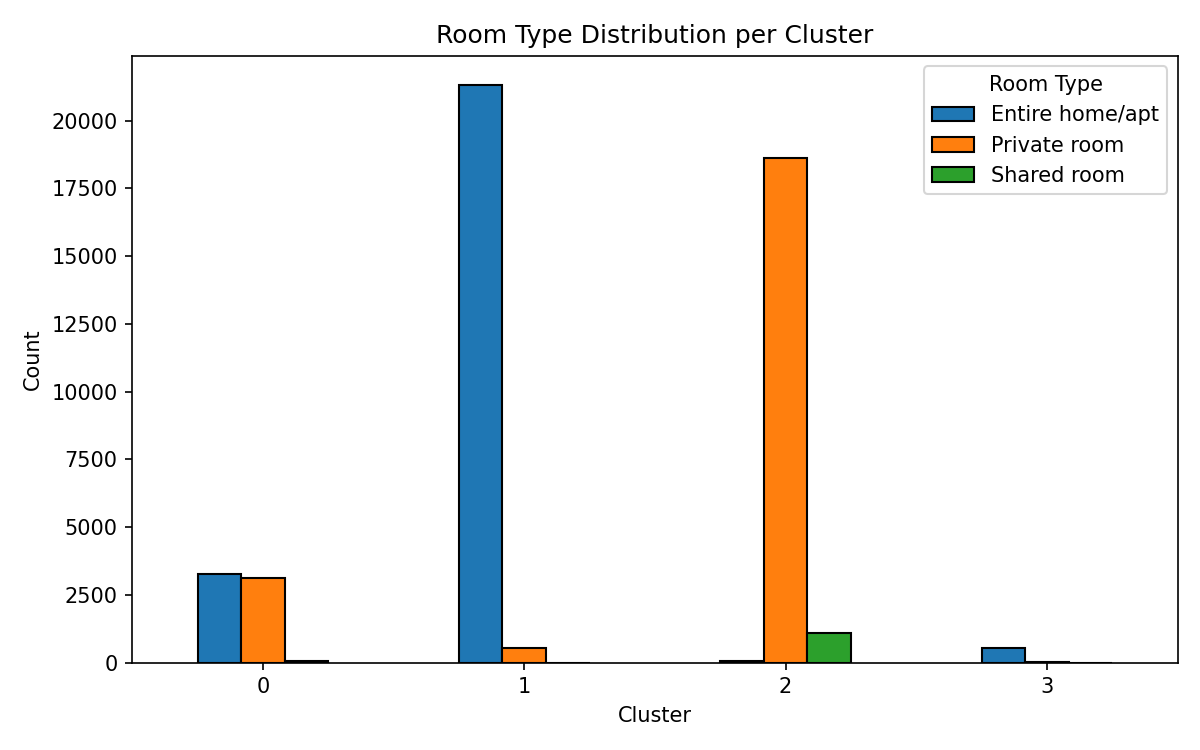 Room Type Distribution per Cluster
Room Type
Entire home/apt
Private room
Shared room
Count
20000
17500
15000
12500
10000
7500
5000
2500
0
0 1 2 3
Cluster